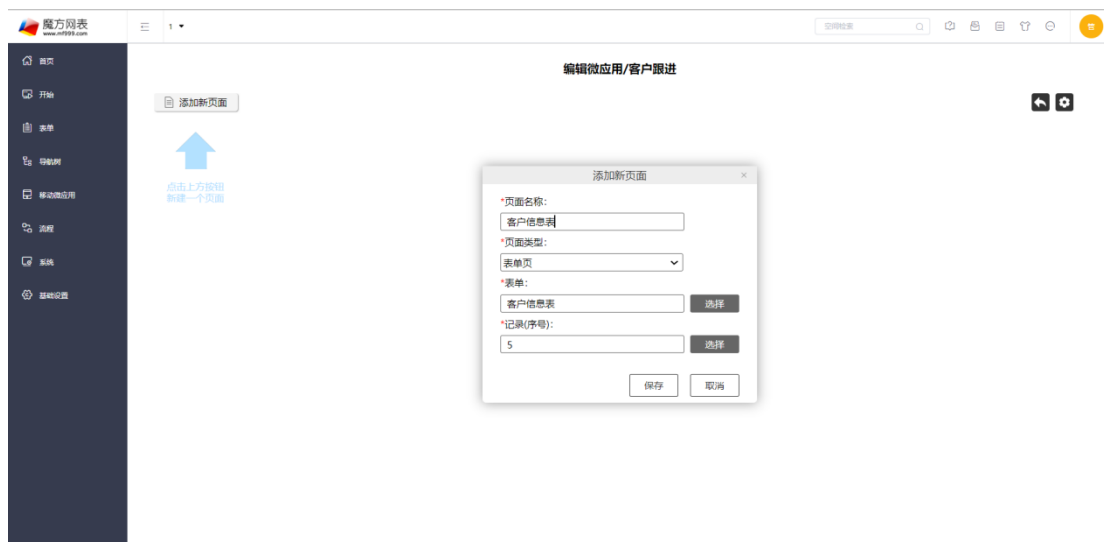 魔方网表
www.mf999.com
1
空间检索
首页
开始
表单
导航树
移动微应用
流程
系统
基础设置
编辑微应用/客户跟进
添加新页面
点击上方按钮
新建一个页面
添加新页面
×
*页面名称:
客户信息表
*页面类型:
表单页
*表单:
客户信息表
选择
*记录(序号):
5
选择
保存
取消